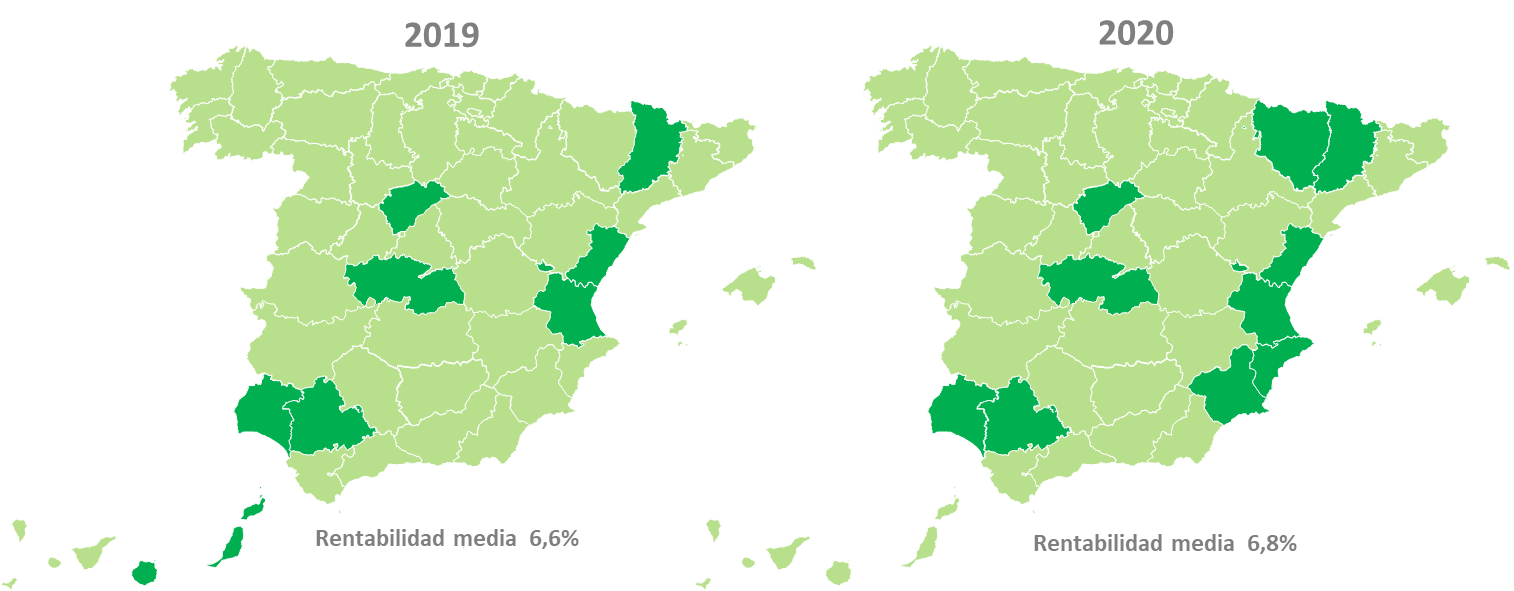 2019
2020
Rentabilidad media 6,6%
Rentabilidad media 6,8%